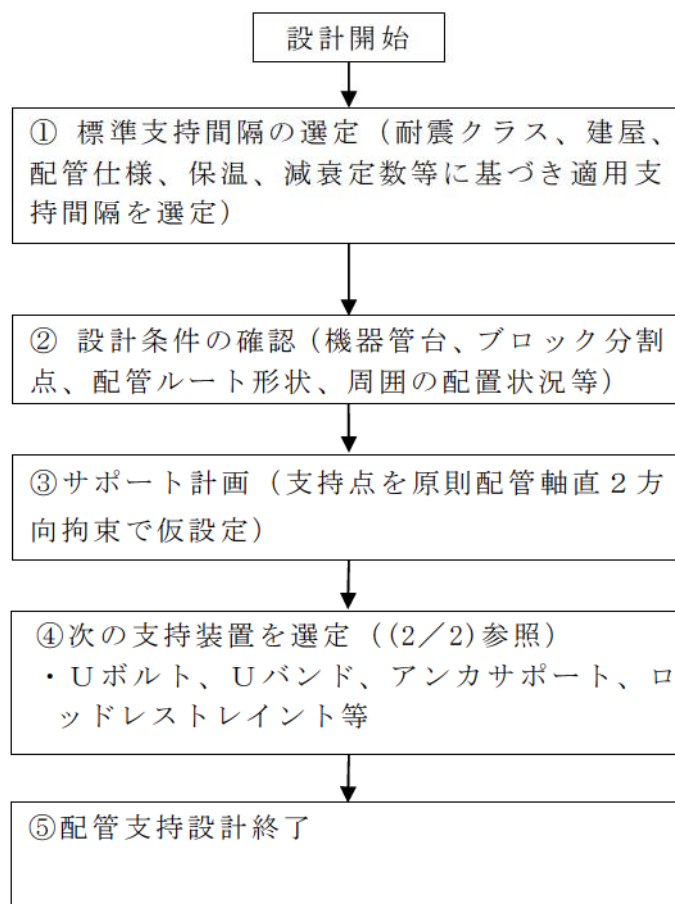 設計開始
① 標準支持間隔の選定（耐震クラス、建屋、
配管仕様、保温、減衰定数等に基づき適用支
持間隔を選定）
② 設計条件の確認（機器管台、ブロック分割
点、配管ルート形状、周囲の配置状況等）
③サポート計画（支持点を原則配管軸直２方
向拘束で仮設定）
④次の支持装置を選定（(2／2)参照）
・Ｕボルト、Ｕバンド、アンカサポート、ロ
ッドレストレイント等
⑤配管支持設計終了